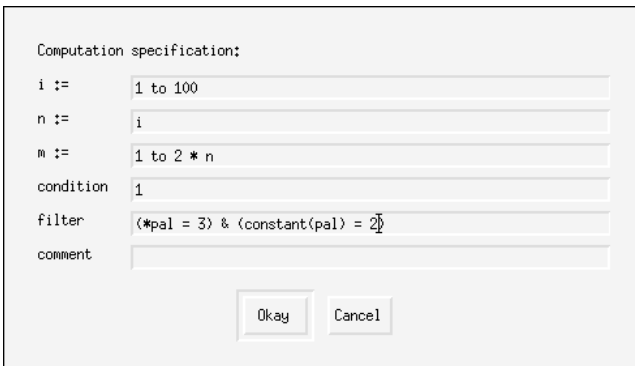 Computation specification:
i := 1 to 100
n := i
m := 1 to 2 * n
condition 1
filter (*pal = 3) & (constant(pal) = 2)
comment
Okay Cancel